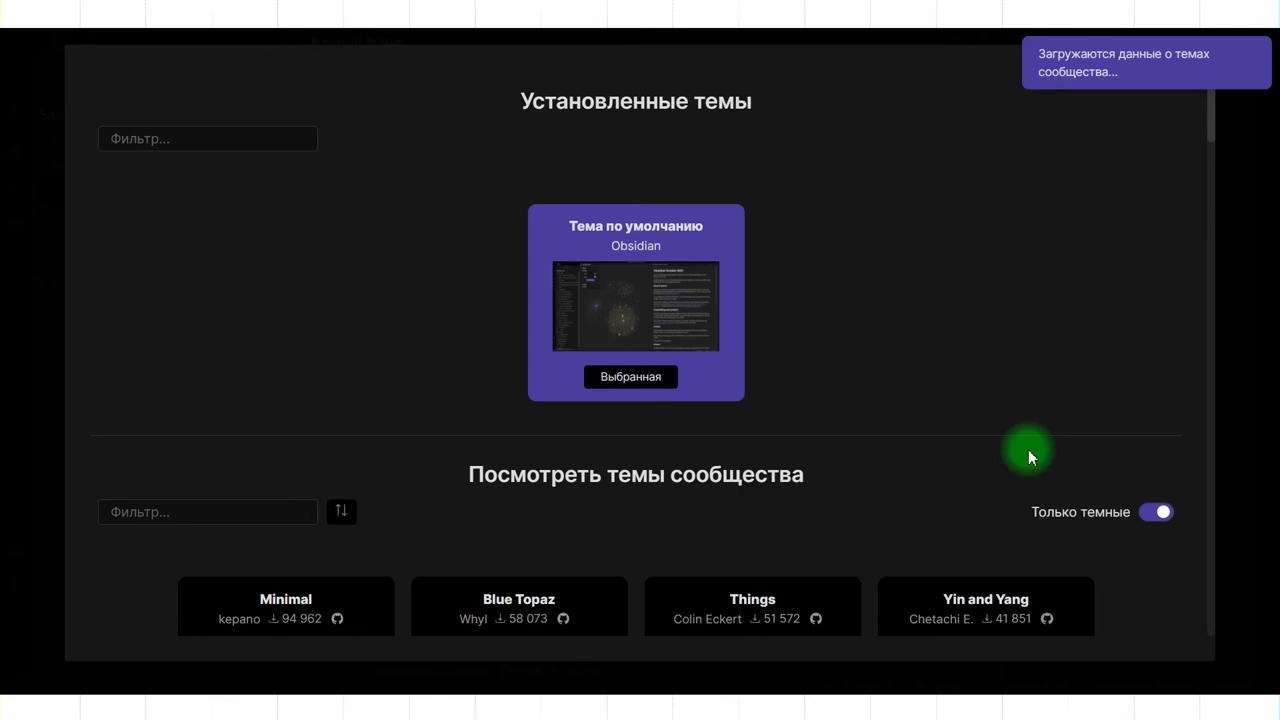 Загружаются данные о темах
сообщества...
Установленные темы
Фильтр...
Тема по умолчанию
Obsidian
Выбранная
Посмотреть темы сообщества
Фильтр...
Только темные
Minimal
kepano 94 962
Blue Topaz
Whyl 58 073
Things
Colin Eckert 51 572
Yin and Yang
Chetachi E. 41 851